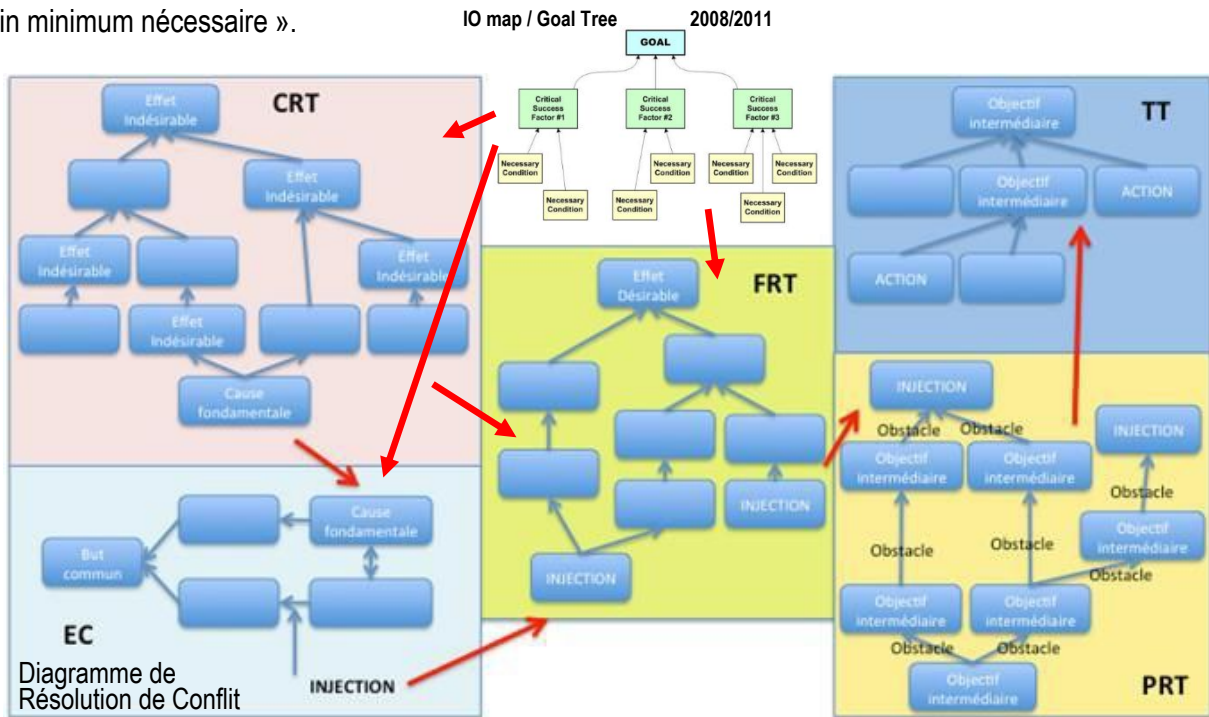 in minimum nécessaire ».
IO map / Goal Tree 2008/2011
GOAL
Critical
Success
Factor #1
Critical
Success
Factor #2
Critical
Success
Factor #3
Necessary
Condition
Necessary
Condition
Necessary
Condition
Necessary
Condition
Necessary
Condition
Necessary
Condition
Necessary
Condition
CRT
Effet
Indésirable
Effet
Indésirable
Effet
Indésirable
Effet
Indésirable
Effet
Indésirable
Cause
fondamentale
EC
But
commun
Cause
fondamentale
INJECTION
Diagramme de
Résolution de Conflit
FRT
Effet
Désirable
INJECTION
INJECTION
TT
Objectif
intermédiaire
Objectif
intermédiaire
ACTION
ACTION
INJECTION
INJECTION
Obstacle
Obstacle
Objectif
intermédiaire
Objectif
intermédiaire
Obstacle
Objectif
intermédiaire
Obstacle
Obstacle
Obstacle
Objectif
intermédiaire
Objectif
intermédiaire
Obstacle
Obstacle
Objectif
intermédiaire
PRT